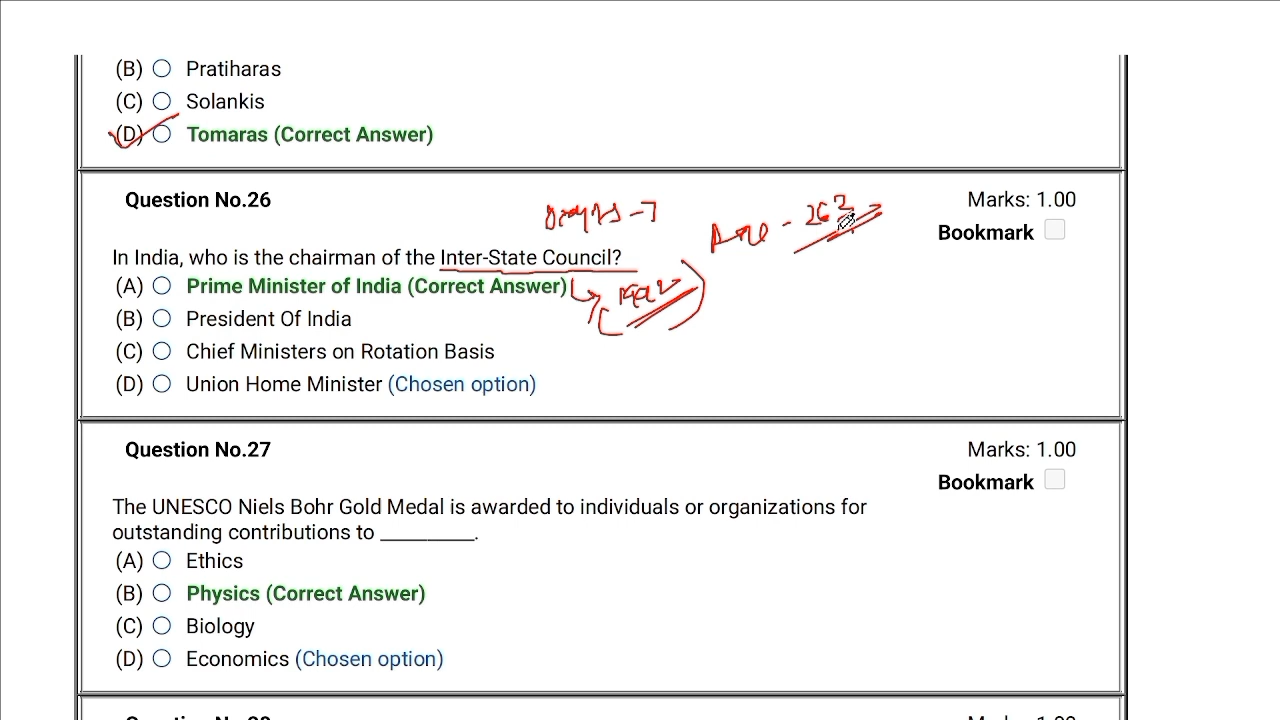 (B) Pratiharas
(C) Solankis
(D) Tomaras (Correct Answer)
Question No.26
Marks: 1.00
Bookmark
- 263
In India, who is the chairman of the Inter-State Council?
(A) Prime Minister of India (Correct Answer)
(B) President Of India
(C) Chief Ministers on Rotation Basis
(D) Union Home Minister (Chosen option)
Question No.27
Marks: 1.00
Bookmark
The UNESCO Niels Bohr Gold Medal is awarded to individuals or organizations for
outstanding contributions to _________.
(A) Ethics
(B) Physics (Correct Answer)
(C) Biology
(D) Economics (Chosen option)